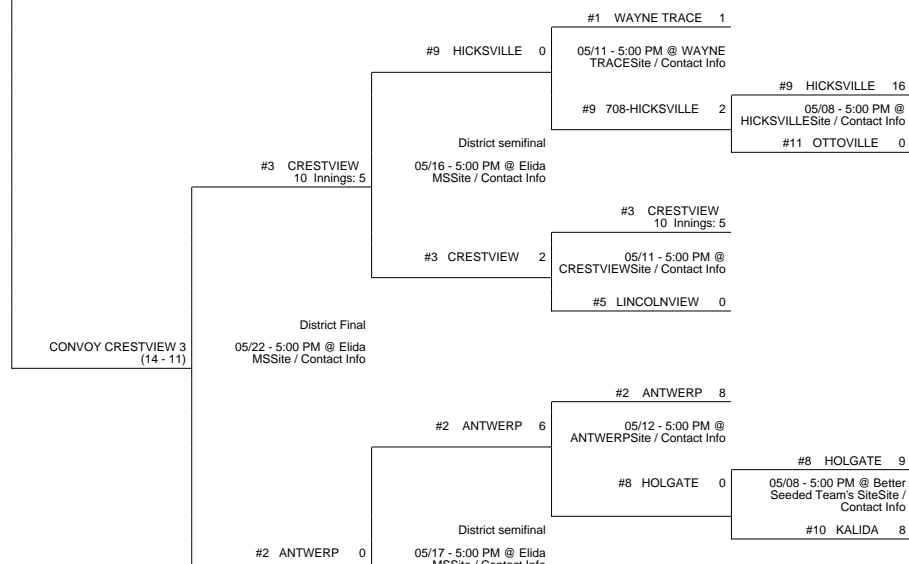 #1 WAYNE TRACE 1
#9 HICKSVILLE 0
05/11 - 5:00 PM @ WAYNE
TRACESite / Contact Info
#9 HICKSVILLE 16
#9 708-HICKSVILLE 2
05/08 - 5:00 PM @
HICKSVILLESite / Contact Info
District semifinal
#11 OTTOVILLE 0
#3 CRESTVIEW
10 Innings: 5
05/16 - 5:00 PM @ Elida
MSSite / Contact Info
#3 CRESTVIEW
10 Innings: 5
#3 CRESTVIEW 2
05/11 - 5:00 PM @
CRESTVIEWSite / Contact Info
#5 LINCOLNVIEW 0
District Final
CONVOY CRESTVIEW 3
(14 - 11)
05/22 - 5:00 PM @ Elida
MSSite / Contact Info
#2 ANTWERP 8
#2 ANTWERP 6
05/12 - 5:00 PM @
ANTWERPSite / Contact Info
#8 HOLGATE 9
#8 HOLGATE 0
05/08 - 5:00 PM @ Better
Seeded Team's SiteSite /
Contact Info
District semifinal
#10 KALIDA 8
#2 ANTWERP 0
05/17 - 5:00 PM @ Elida
MSSite / Contact Info